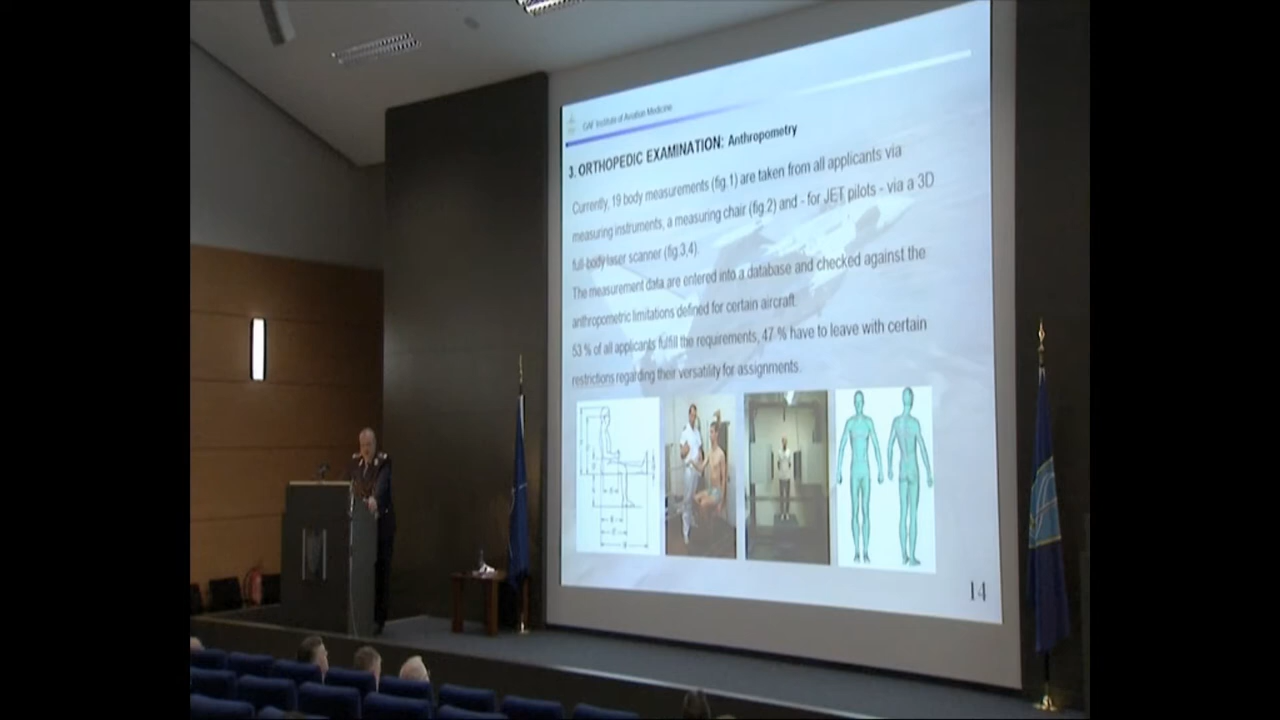 GAF Institute of Aviation Medicine
3. ORTHOPEDIC EXAMINATION: Anthropometry
Currently, 19 body measurements (fig.1) are taken from all applicants via
measuring instruments, a measuring chair (fig.2) and - for JET pilots - via a 3D
full-body laser scanner (fig.3,4).
The measurement data are entered into a database and checked against the
anthropometric limitations defined for certain aircraft.
53 % of all applicants fulfill the requirements, 47 % have to leave with certain
restrictions regarding their versatility for assignments.
14